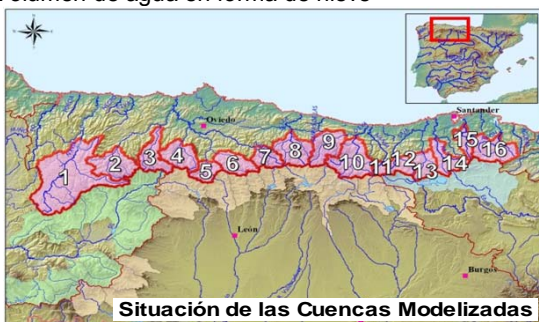 olumen de agua en forma de nieve
Oviedo
Santander
1
2
3
4
5
6
7
8
9
10
11
12
13
14
15
16
León
Burgos
Situación de las Cuencas Modelizadas